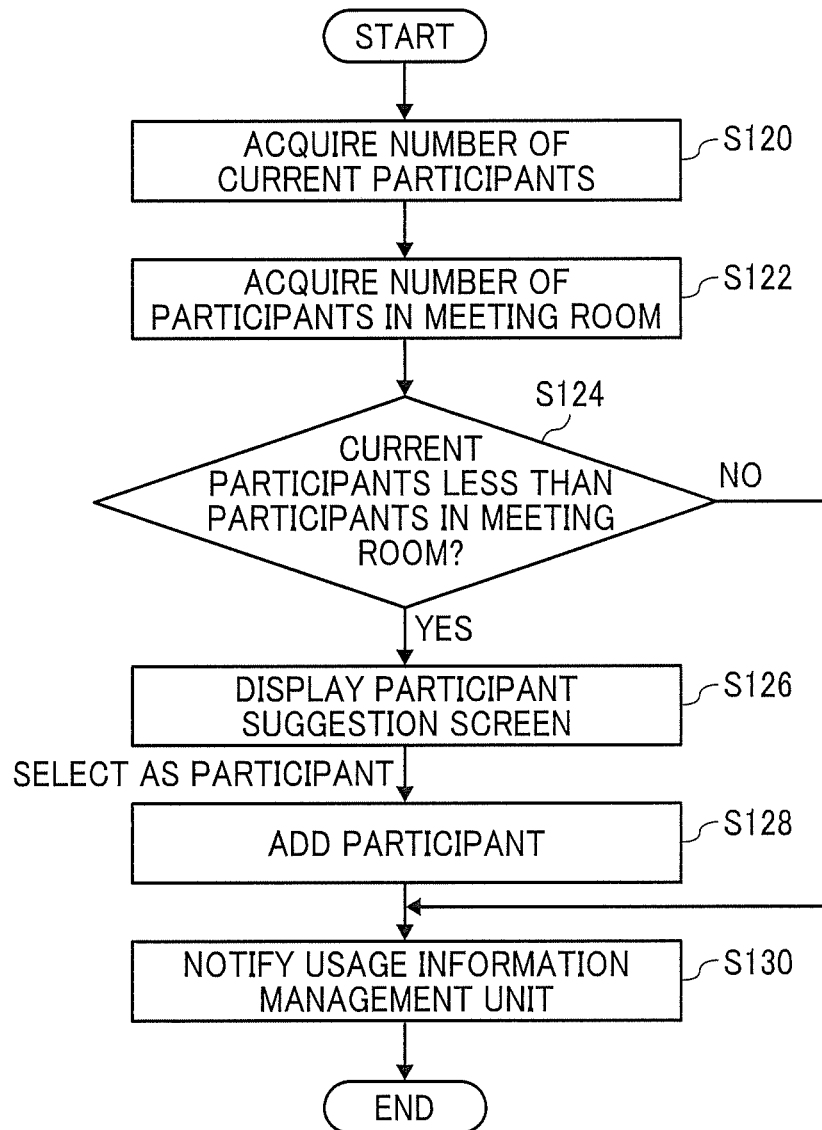 START
ACQUIRE NUMBER OF
CURRENT PARTICIPANTS
S120
ACQUIRE NUMBER OF
PARTICIPANTS IN MEETING ROOM
S122
S124
CURRENT
PARTICIPANTS LESS THAN
PARTICIPANTS IN MEETING
ROOM?
NO
YES
DISPLAY PARTICIPANT
SUGGESTION SCREEN
S126
SELECT AS PARTICIPANT
ADD PARTICIPANT
S128
NOTIFY USAGE INFORMATION
MANAGEMENT UNIT
S130
END